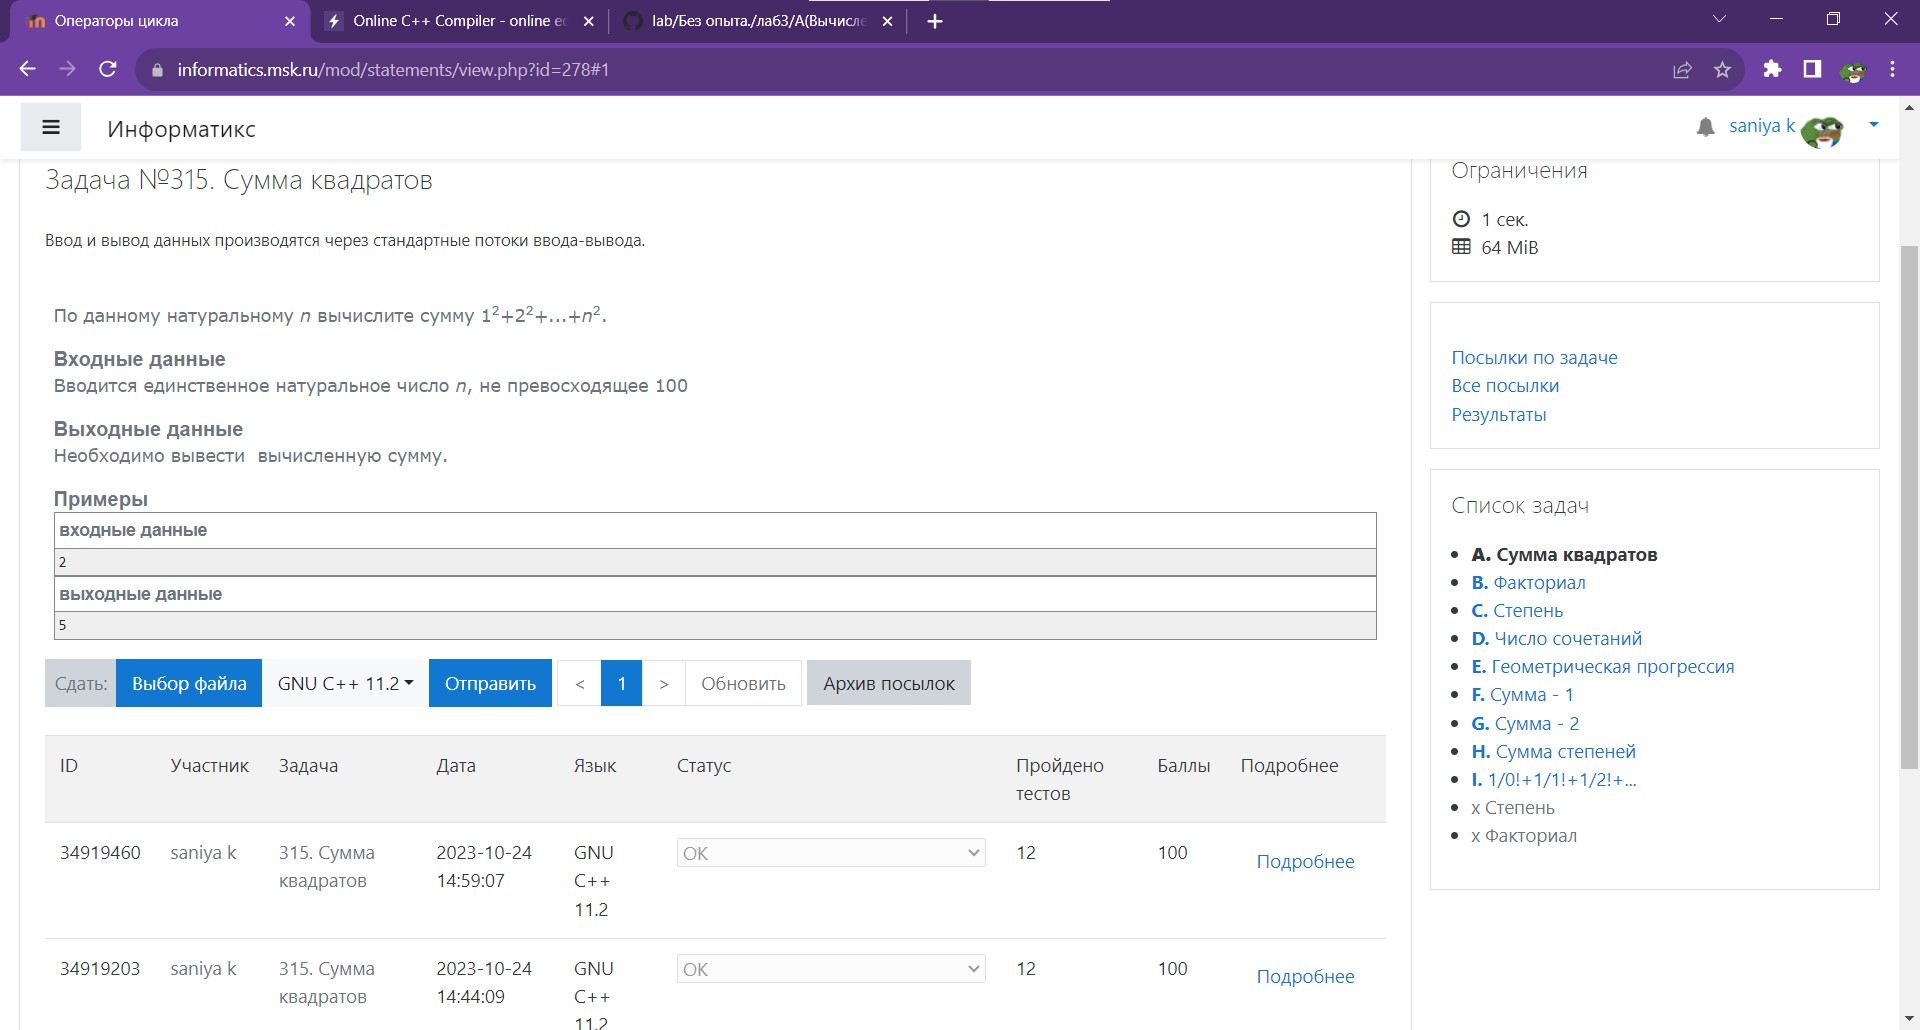 Операторы цикла
Online C++ Compiler - online ec
lab/Без опыта./лаб3/А(Вычисле
informatics.msk.ru/mod/statements/view.php?id=278#1
Информатикс
saniya k
Задача №315. Сумма квадратов
Ввод и вывод данных производятся через стандартные потоки ввода-вывода.
По данному натуральному n вычислите сумму 1²+2²+...+n².
Входные данные
Вводится единственное натуральное число n, не превосходящее 100
Выходные данные
Необходимо вывести вычисленную сумму.
Примеры
входные данные
2
выходные данные
5
Сдать: Выбор файла GNU C++ 11.2 Отправить < 1 > Обновить Архив посылок
ID Участник Задача Дата Язык Статус Пройдено тестов Баллы Подробнее
34919460 saniya k 315. Сумма квадратов 2023-10-24 14:59:07 GNU C++ 11.2 OK 12 100 Подробнее
34919203 saniya k 315. Сумма квадратов 2023-10-24 14:44:09 GNU C++ 11.2 OK 12 100 Подробнее
Ограничения
1 сек.
64 MiB
Посылки по задаче
Все посылки
Результаты
Список задач
A. Сумма квадратов
B. Факториал
C. Степень
D. Число сочетаний
E. Геометрическая прогрессия
F. Сумма - 1
G. Сумма - 2
H. Сумма степеней
I. 1/0!+1/1!+1/2!+...
x Степень
x Факториал